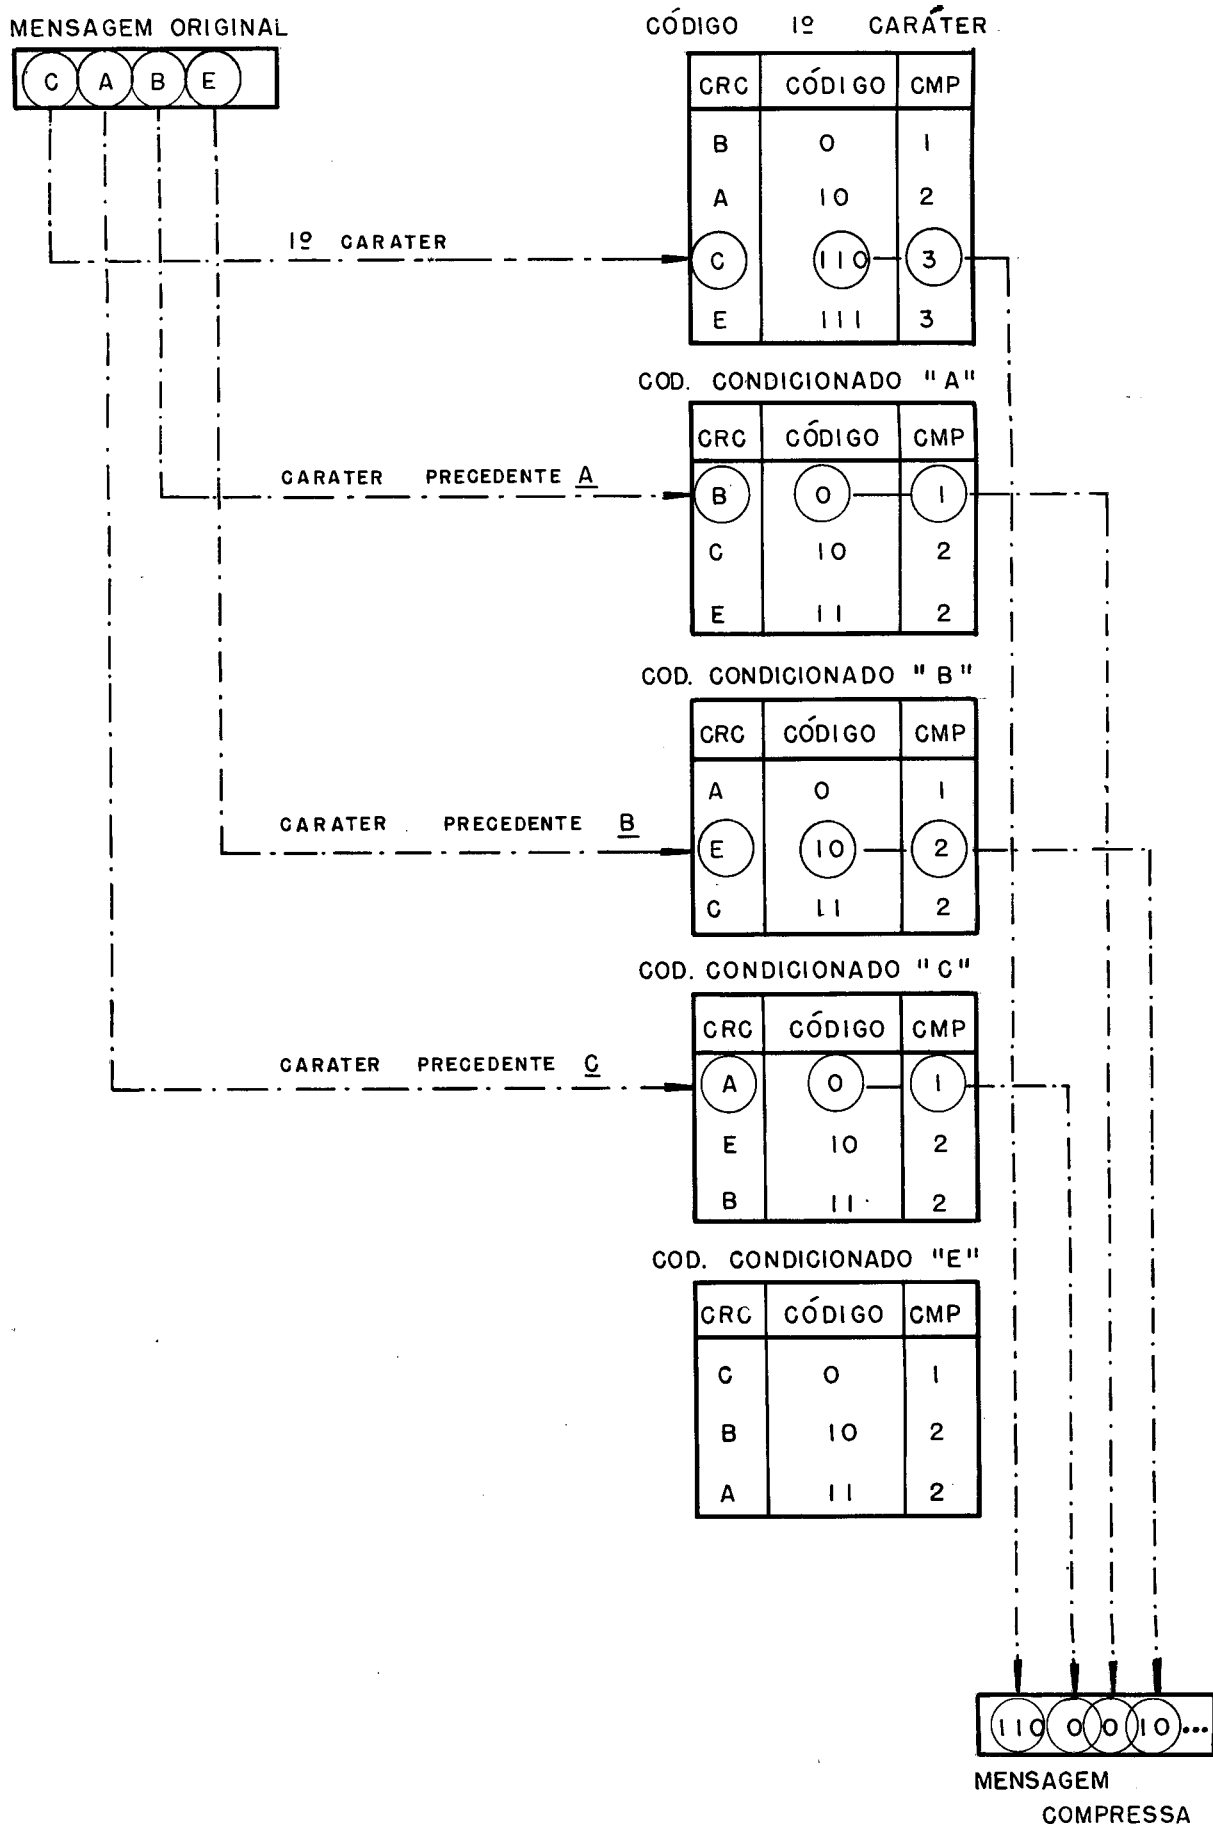 MENSAGEM ORIGINAL
C A B E
CÓDIGO 1º CARÁTER
CRC CÓDIGO CMP
B 0 1
A 10 2
1º CARATER
C 110 3
E 111 3
COD. CONDICIONADO "A"
CRC CÓDIGO CMP
CARATER PRECEDENTE A
B 0 1
C 10 2
E 11 2
COD. CONDICIONADO "B"
CRC CÓDIGO CMP
A 0 1
CARATER PRECEDENTE B
E 10 2
C 11 2
COD. CONDICIONADO "C"
CRC CÓDIGO CMP
CARATER PRECEDENTE C
A 0 1
E 10 2
B 11 2
COD. CONDICIONADO "E"
CRC CÓDIGO CMP
C 0 1
B 10 2
A 11 2
110 0 0 10...
MENSAGEM
COMPRESSA